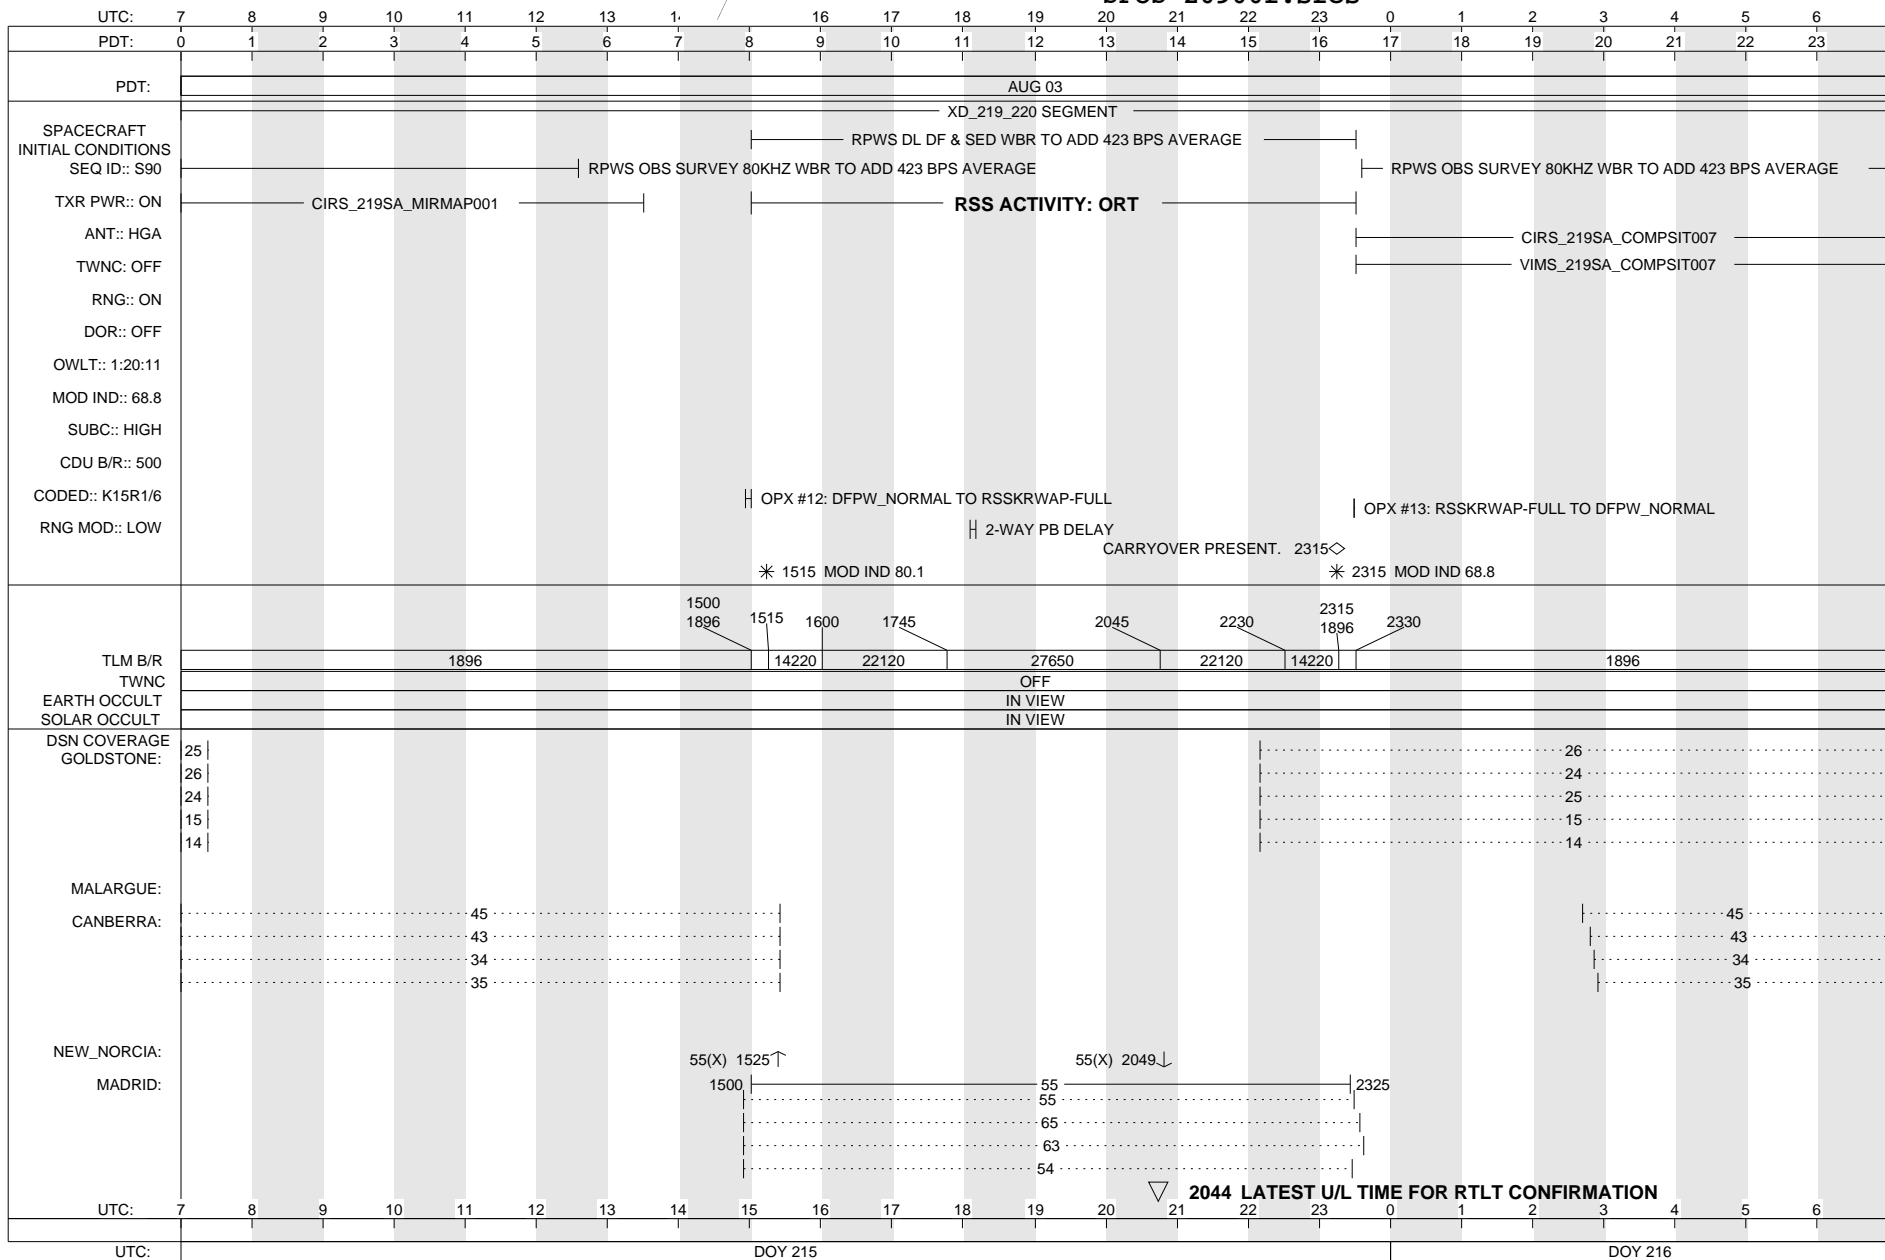 UTC: 7 8 9 10 11 12 13 14 16 17 18 19 20 21 22 23 0 1 2 3 4 5 6
PDT: 0 1 2 3 4 5 6 7 8 9 10 11 12 13 14 15 16 17 18 19 20 21 22 23
PDT: AUG 03
XD_219_220 SEGMENT
SPACECRAFT
INITIAL CONDITIONS
RPWS DL DF & SED WBR TO ADD 423 BPS AVERAGE
SEQ ID:: S90 RPWS OBS SURVEY 80KHZ WBR TO ADD 423 BPS AVERAGE RPWS OBS SURVEY 80KHZ WBR TO ADD 423 BPS AVERAGE
TXR PWR:: ON CIRS_219SA_MIRMAP001 RSS ACTIVITY: ORT
ANT:: HGA CIRS_219SA_COMPSIT007
TWNC: OFF VIMS_219SA_COMPSIT007
RNG:: ON
DOR:: OFF
OWLT:: 1:20:11
MOD IND:: 68.8
SUBC:: HIGH
CDU B/R:: 500
CODED:: K15R1/6 OPX #12: DFPW_NORMAL TO RSSKRWAP-FULL
OPX #13: RSSKRWAP-FULL TO DFPW_NORMAL
RNG MOD:: LOW 2-WAY PB DELAY
CARRYOVER PRESENT. 2315
1515 MOD IND 80.1 2315 MOD IND 68.8
1500 2315
1896 1515 1600 1745 2045 2230 1896 2330
TLM B/R 1896 14220 22120 27650 22120 14220 1896
TWNC OFF
EARTH OCCULT IN VIEW
SOLAR OCCULT IN VIEW
DSN COVERAGE
GOLDSTONE: 25 26
26 24
24 25
15 15
14 14
MALARGUE:
CANBERRA: 45 45
43 43
34 34
35 35
NEW_NORCIA: 55(X) 1525 55(X) 2049
MADRID: 1500 55 2325
55
65
63
54
2044 LATEST U/L TIME FOR RTLT CONFIRMATION
UTC: 7 8 9 10 11 12 13 14 15 16 17 18 19 20 21 22 23 0 1 2 3 4 5 6
UTC: DOY 215 DOY 216